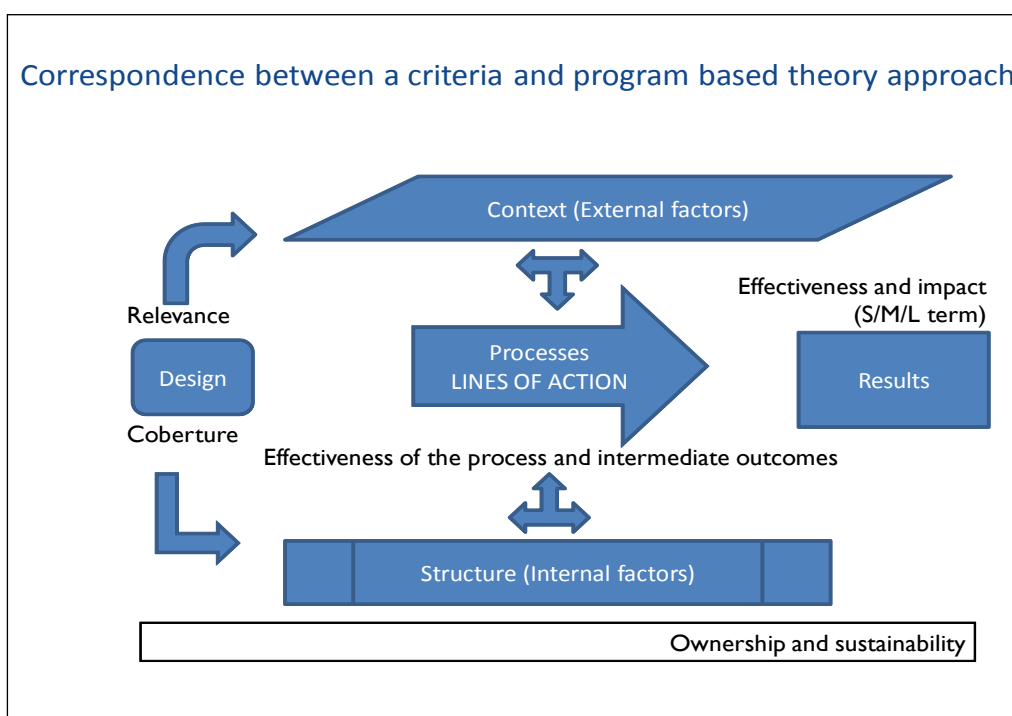 Correspondence between a criteria and program based theory approach
Context (External factors)
Relevance
Design
Coberture
Processes
LINES OF ACTION
Effectiveness and impact
(S/M/L term)
Results
Effectiveness of the process and intermediate outcomes
Structure (Internal factors)
Ownership and sustainability